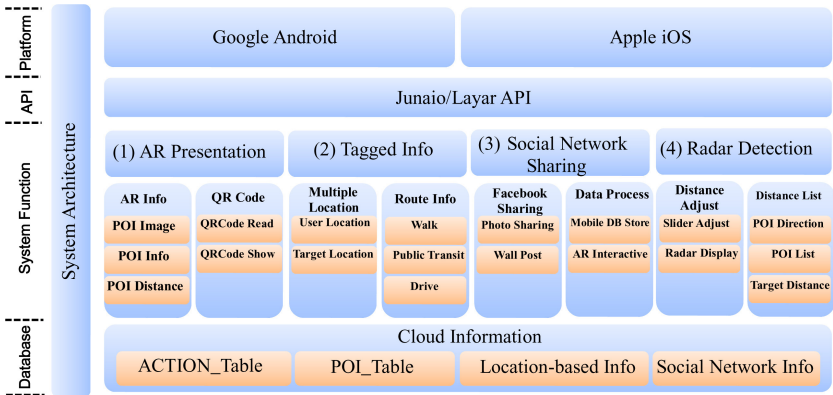 Platform
API
System Function
Database
System Architecture
Google Android
Apple iOS
Junaio/Layar API
(1) AR Presentation
(2) Tagged Info
(3) Social Network
Sharing
(4) Radar Detection
AR Info
POI Image
POI Info
POI Distance
QR Code
QRCode Read
QRCode Show
Multiple
Location
User Location
Target Location
Route Info
Walk
Public Transit
Drive
Facebook
Sharing
Photo Sharing
Wall Post
Data Process
Mobile DB Store
AR Interactive
Distance
Adjust
Slider Adjust
Radar Display
Distance List
POI Direction
POI List
Target Distance
Cloud Information
ACTION_Table
POI_Table
Location-based Info
Social Network Info